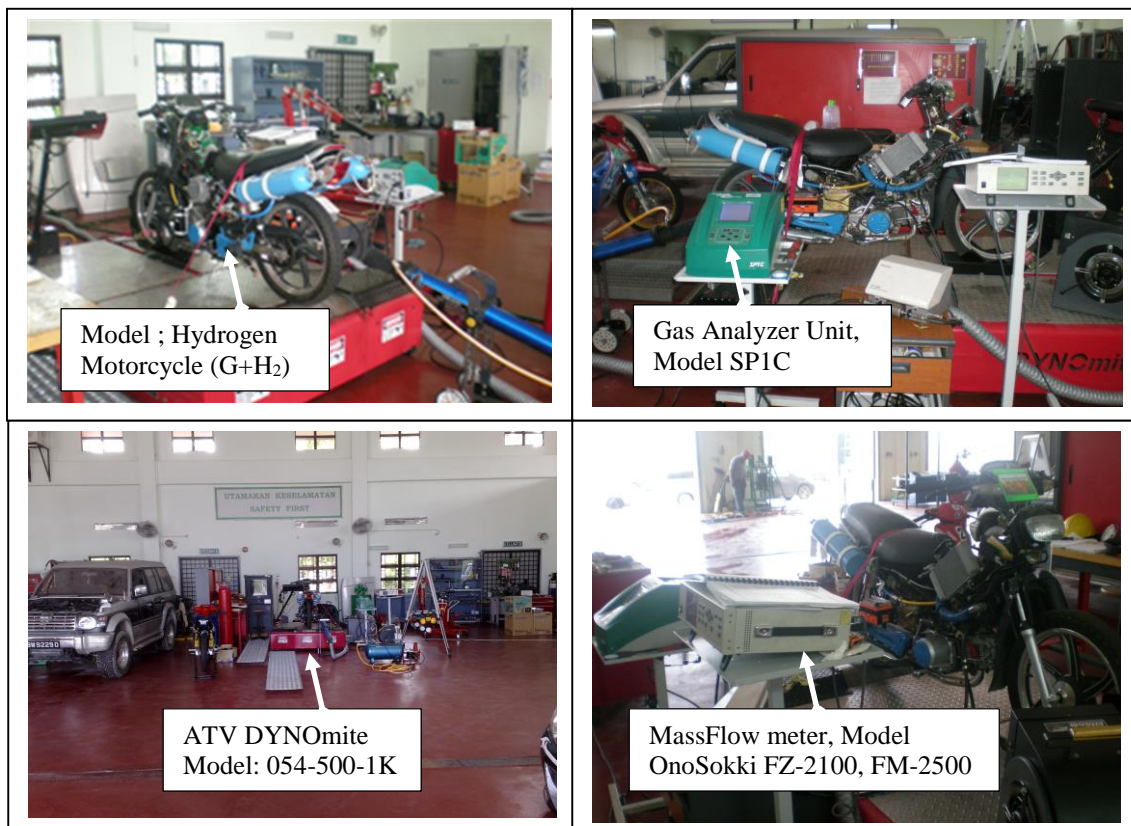 Model ; Hydrogen
Motorcycle (G+H₂)
SPTC
DYNOmite
Gas Analyzer Unit,
Model SP1C
UTAMAKAN KESELAMATAN
SAFETY FIRST
ATV DYNOmite
Model: 054-500-1K
MassFlow meter, Model
OnoSokki FZ-2100, FM-2500